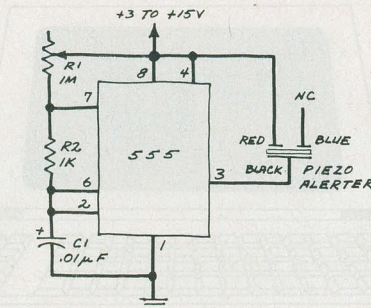 +3 TO +15V
R1
1M
8
4
7
NC
R2
1K
555
RED
BLUE
BLACK
PIEZO
ALERTER
3
6
2
+
C1
.01µF
1